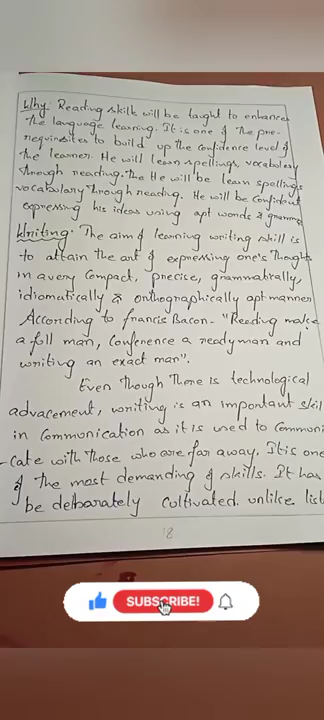 Why: Reading skill will be taught to enhance
the language learning. It is one of the pre-
requisites to build up the confidence level of
the learner. He will learn spellings, vocabulary
through reading. the He will be learn spellings
vocabulary through reading. He will be confident
expressing his ideas using apt words & gramm
Writing: The aim of learning writing skill is
to attain the art of expressing one's thoughts
in a very compact, precise, grammatically,
idiomatically & orthographically apt manner
According to francis Bacon. "Reading make
a full man, Conference a ready man and
writing an exact man".
Even though There is technological
advacement, writing is an important skill
in Communication as it is used to Communi
-cate with those who are far away. It is one
of the most demanding of skills. It has
be delbarately cultivated. unlike list
18
SUBSCRIBE!